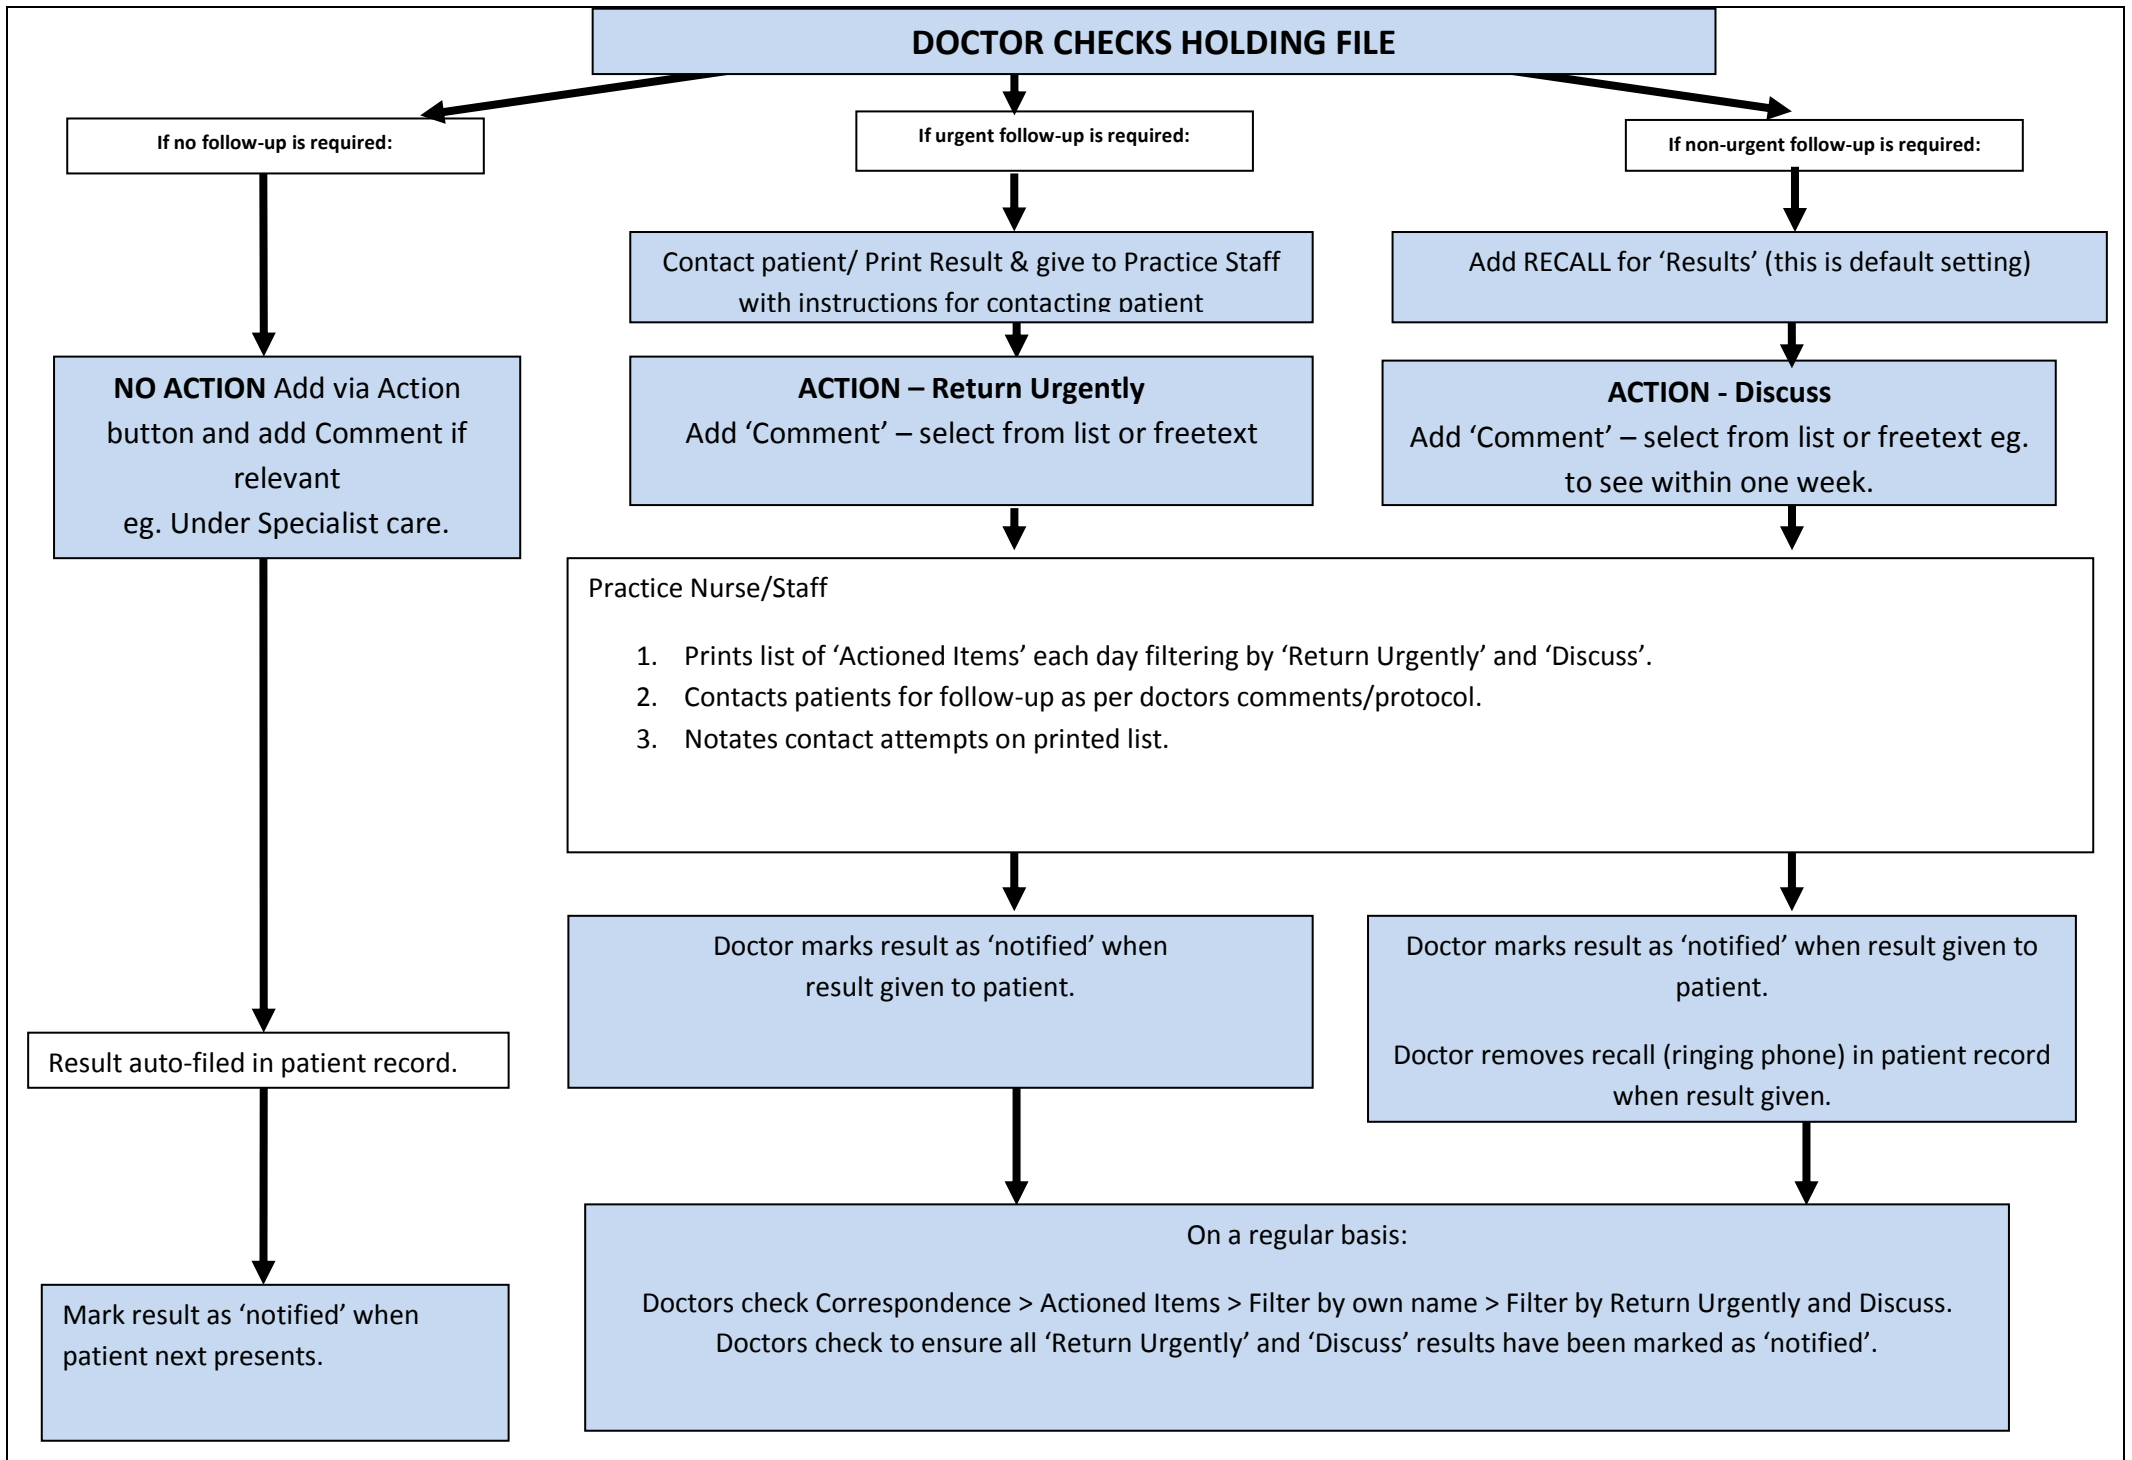 DOCTOR CHECKS HOLDING FILE
If no follow-up is required:
If urgent follow-up is required:
If non-urgent follow-up is required:
Contact patient/ Print Result & give to Practice Staff
with instructions for contacting patient
Add RECALL for ‘Results’ (this is default setting)
NO ACTION Add via Action
button and add Comment if
relevant
eg. Under Specialist care.
ACTION – Return Urgently
Add ‘Comment’ – select from list or freetext
ACTION - Discuss
Add ‘Comment’ – select from list or freetext eg.
to see within one week.
Practice Nurse/Staff
1. Prints list of ‘Actioned Items’ each day filtering by ‘Return Urgently’ and ‘Discuss’.
2. Contacts patients for follow-up as per doctors comments/protocol.
3. Notates contact attempts on printed list.
Doctor marks result as ‘notified’ when
result given to patient.
Doctor marks result as ‘notified’ when result given to
patient.
Doctor removes recall (ringing phone) in patient record
when result given.
Result auto-filed in patient record.
Mark result as ‘notified’ when
patient next presents.
On a regular basis:
Doctors check Correspondence > Actioned Items > Filter by own name > Filter by Return Urgently and Discuss.
Doctors check to ensure all ‘Return Urgently’ and ‘Discuss’ results have been marked as ‘notified’.